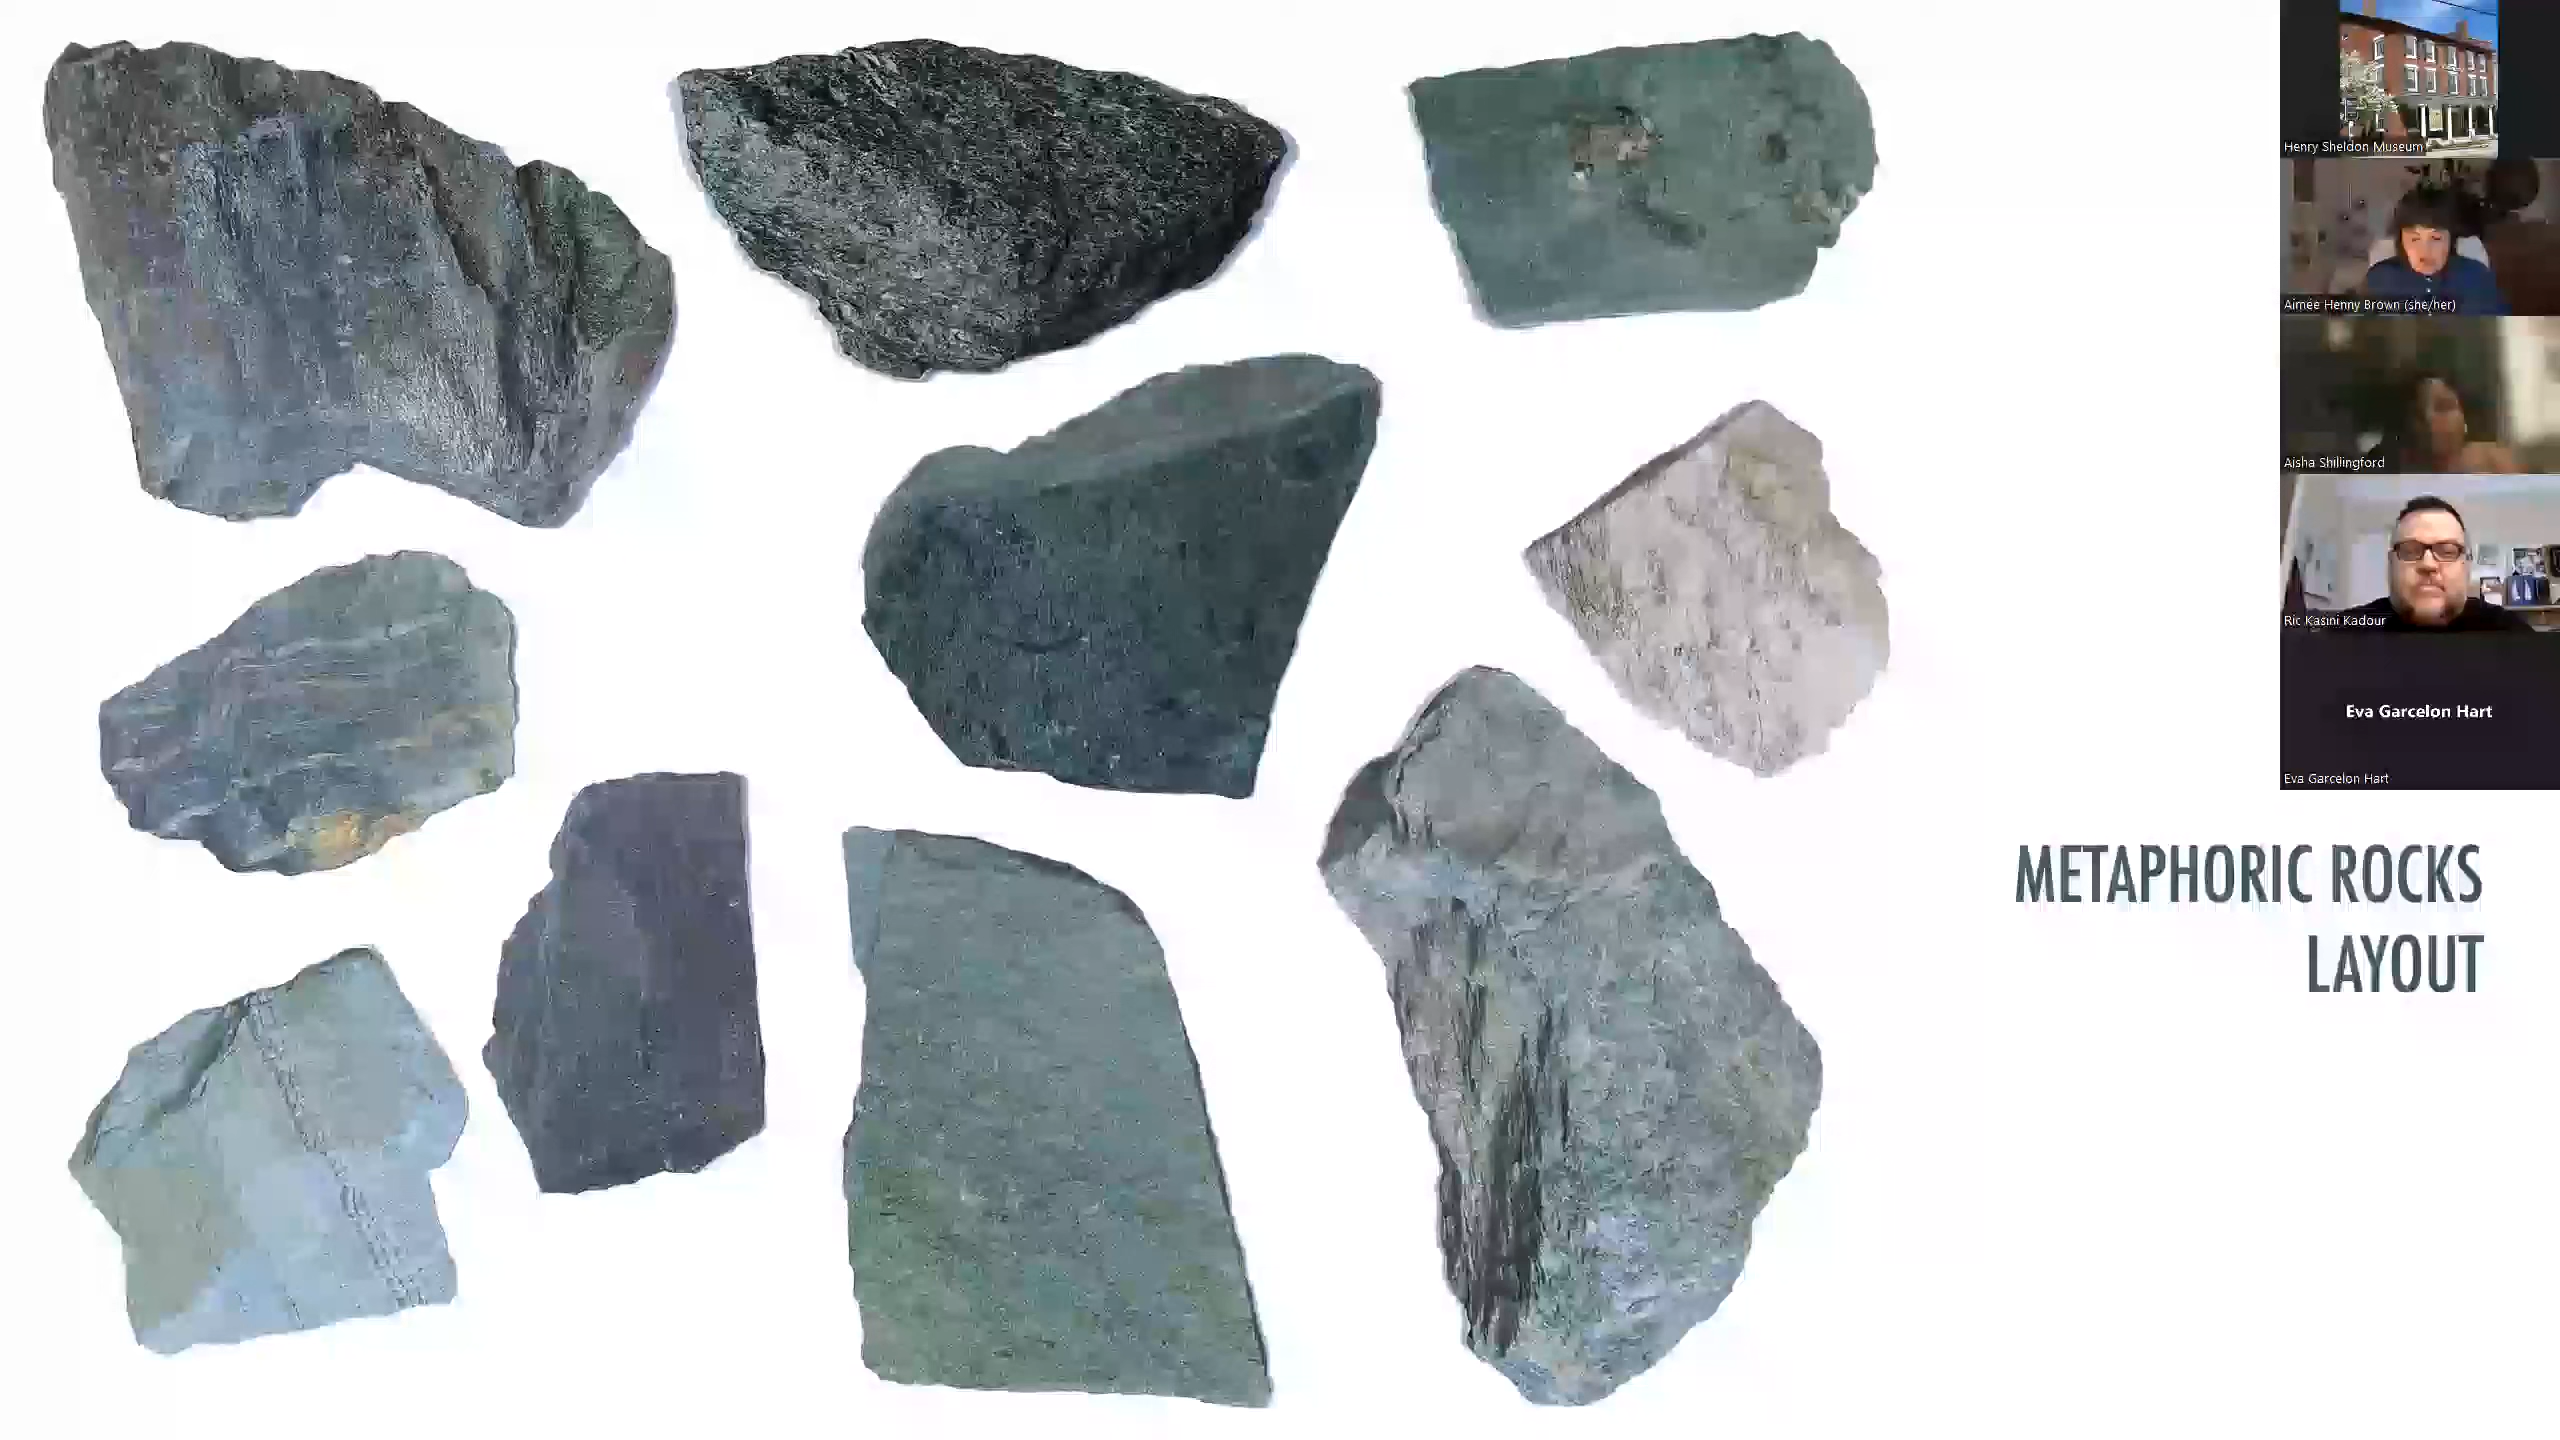 Henry Sheldon Museum
Aimée Henny Brown (she/her)
Aisha Shillingford
Ric Kasini Kadour
Eva Garcelon Hart
Eva Garcelon Hart
METAPHORIC ROCKS
LAYOUT